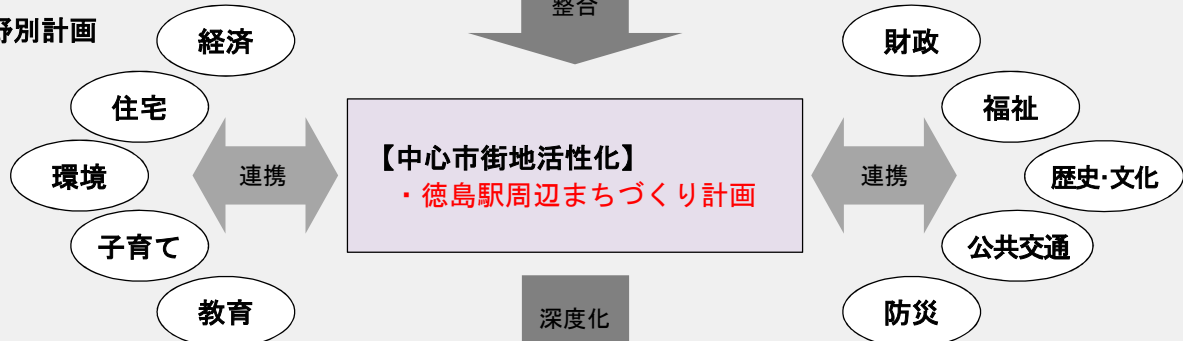 整合
野別計画
経済
財政
住宅
福祉
【中心市街地活性化】
・徳島駅周辺まちづくり計画
環境
連携
連携
歴史・文化
子育て
公共交通
教育
防災
深度化